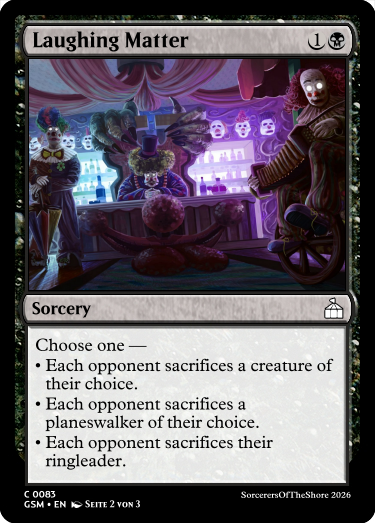 Laughing Matter
1
Sorcery
Choose one —
• Each opponent sacrifices a creature of
their choice.
• Each opponent sacrifices a
planeswalker of their choice.
• Each opponent sacrifices their
ringleader.
C 0083
GSM • EN Seite 2 von 3
SorcerersOfTheShore 2026